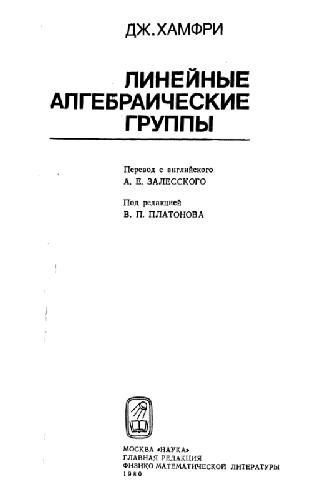 ДЖ. ХАМФРИ
ЛИНЕЙНЫЕ
АЛГЕБРАИЧЕСКИЕ
ГРУППЫ
Перевод с английского
А. Е. ЗАЛЕССКОГО
Под редакцией
В. П. ПЛАТОНОВА
МОСКВА «НАУКА»
ГЛАВНАЯ РЕДАКЦИЯ
ФИЗИКО-МАТЕМАТИЧЕСКОЙ ЛИТЕРАТУРЫ
1980